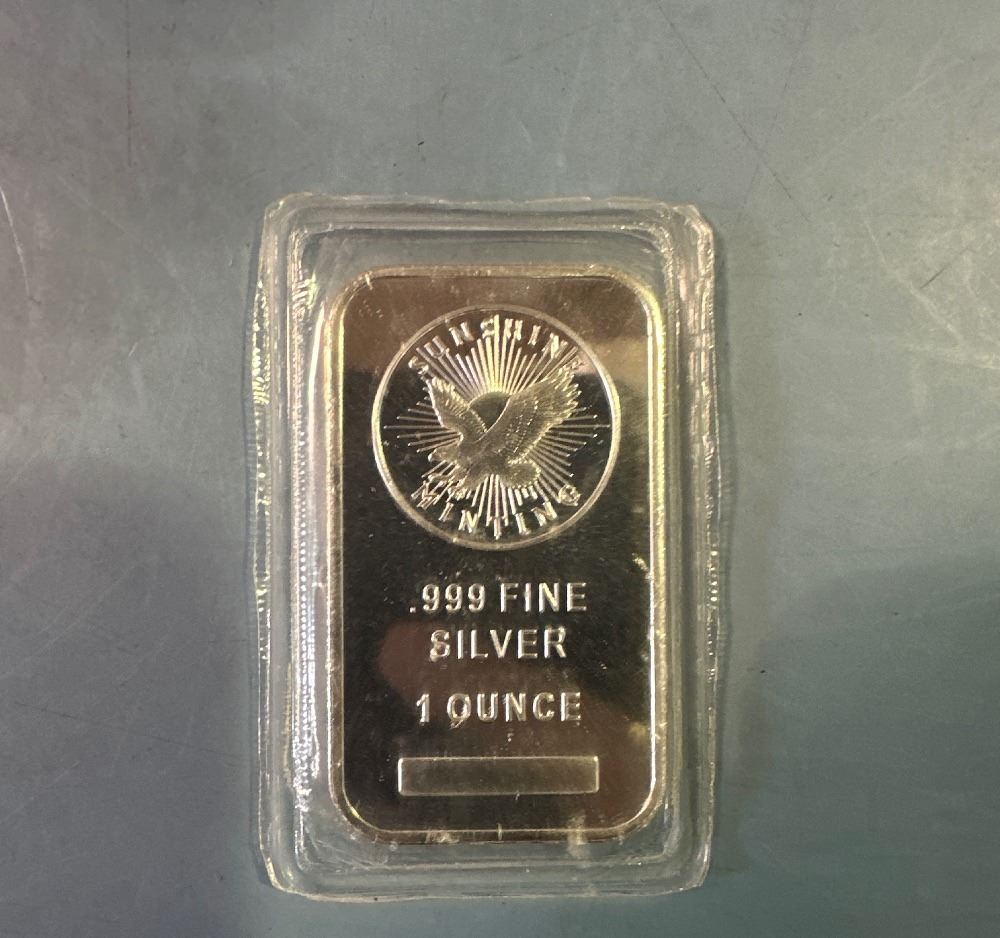 SUNSHINE
MINTING
.999 FINE
SILVER
1 OUNCE